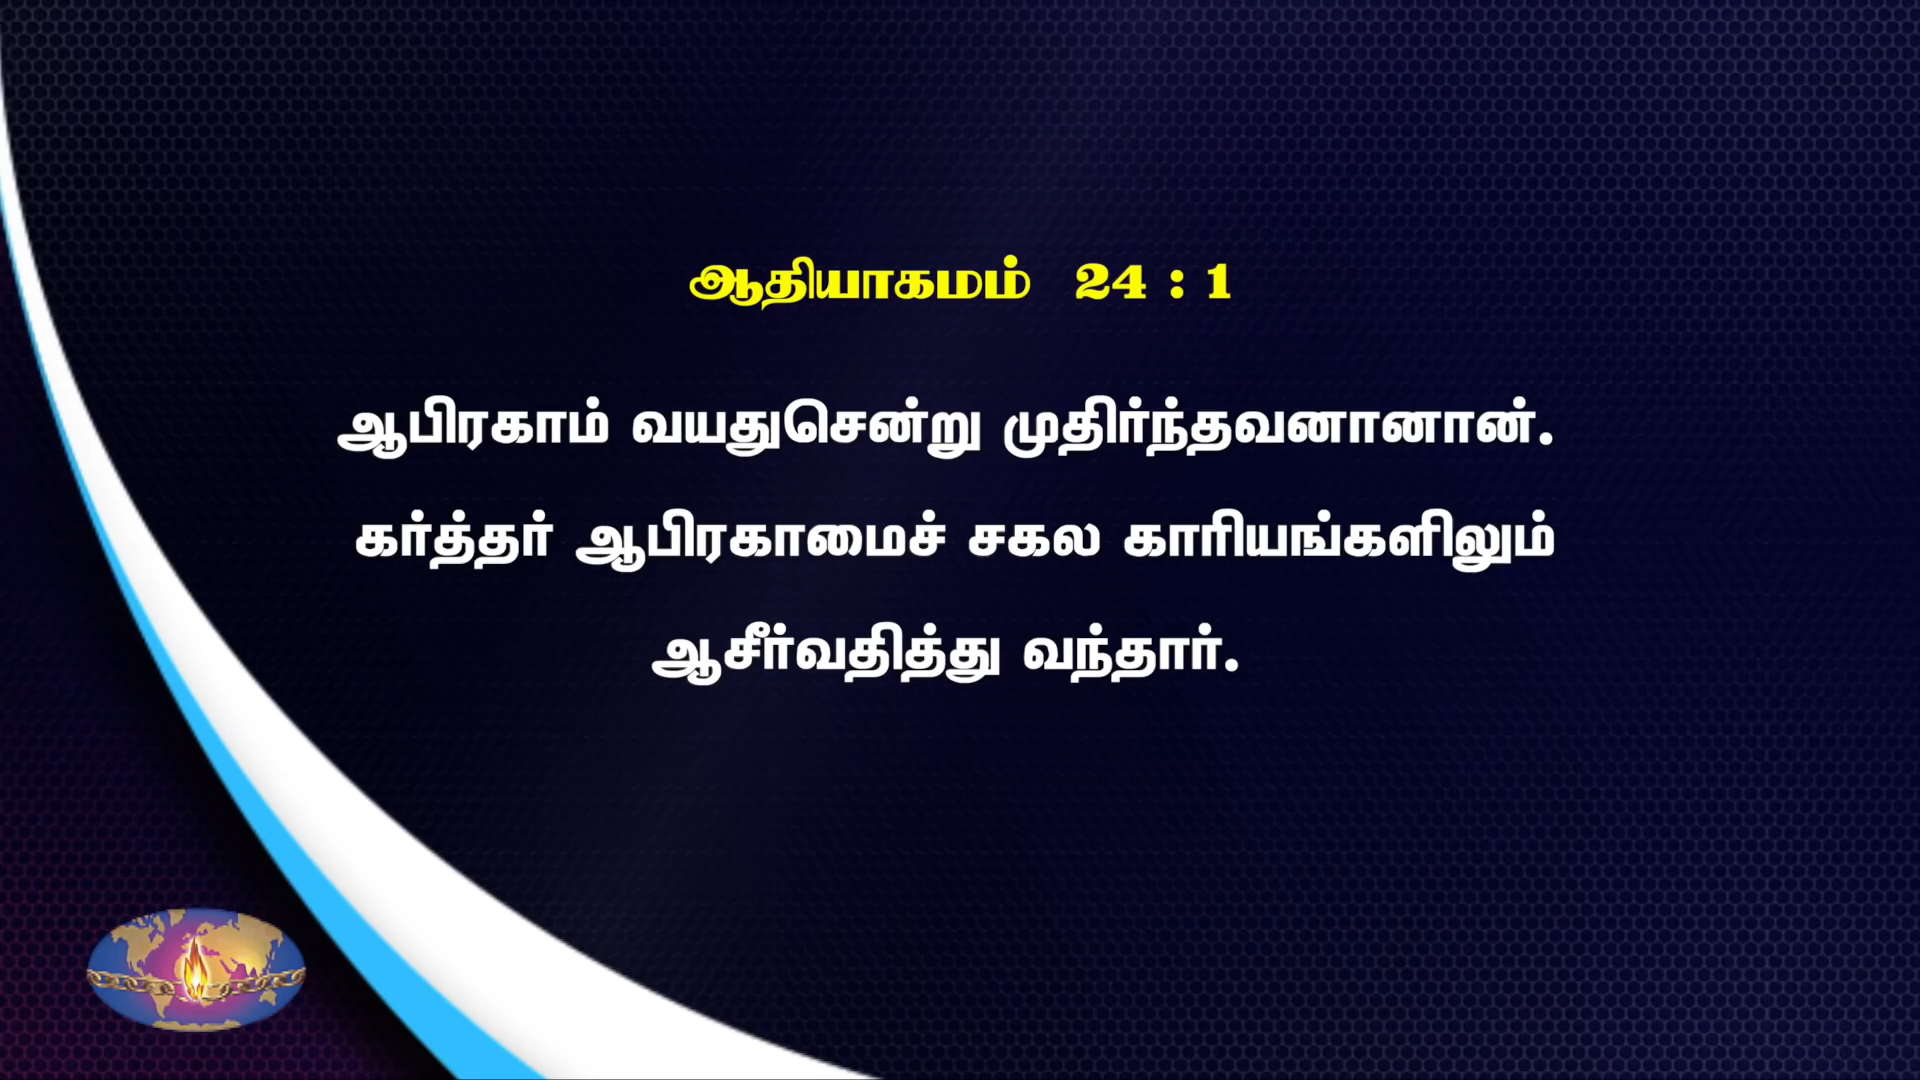 ஆதியாகமம் 24 : 1
ஆபிரகாம் வயதுசென்று முதிர்ந்தவனானான்.
கர்த்தர் ஆபிரகாமைச் சகல காரியங்களிலும்
ஆசீர்வதித்து வந்தார்.